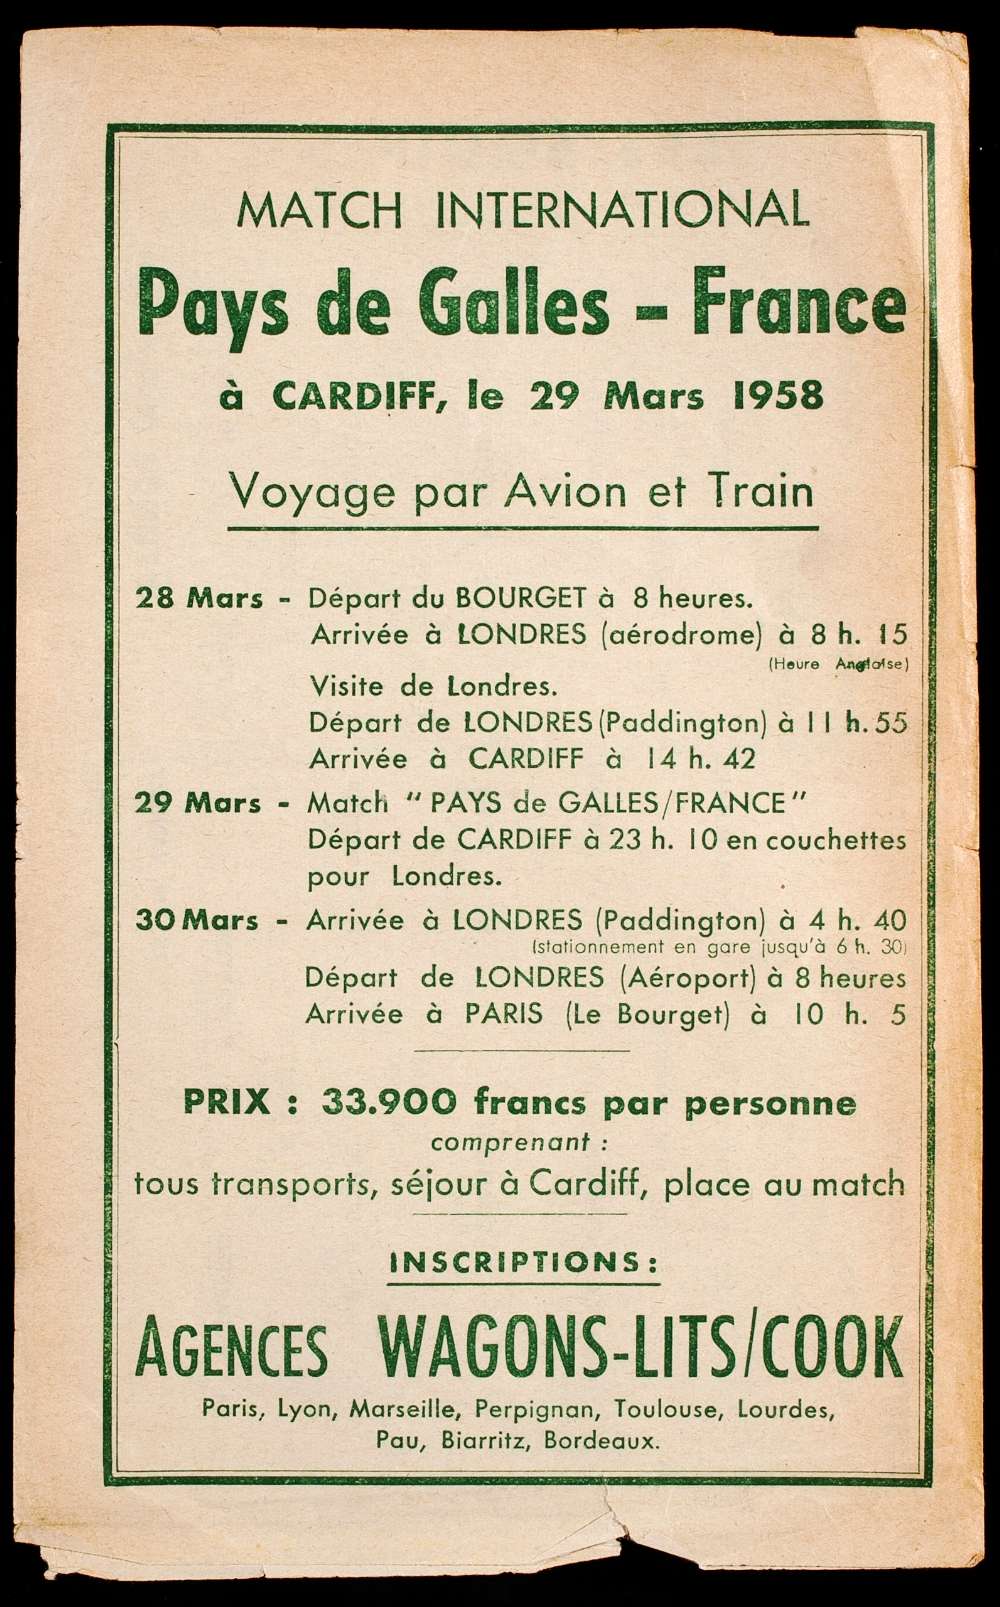 MATCH INTERNATIONAL
Pays de Galles - France
à CARDIFF, le 29 Mars 1958
Voyage par Avion et Train
28 Mars - Départ du BOURGET à 8 heures.
Arrivée à LONDRES (aérodrome) à 8 h. 15
(Heure Anglaise)
Visite de Londres.
Départ de LONDRES (Paddington) à 11 h. 55
Arrivée à CARDIFF à 14 h. 42
29 Mars - Match " PAYS de GALLES/FRANCE "
Départ de CARDIFF à 23 h. 10 en couchettes
pour Londres.
30 Mars - Arrivée à LONDRES (Paddington) à 4 h. 40
(stationnement en gare jusqu'à 6 h. 30)
Départ de LONDRES (Aéroport) à 8 heures
Arrivée à PARIS (Le Bourget) à 10 h. 5
PRIX : 33.900 francs par personne
comprenant :
tous transports, séjour à Cardiff, place au match
INSCRIPTIONS :
AGENCES WAGONS-LITS/COOK
Paris, Lyon, Marseille, Perpignan, Toulouse, Lourdes,
Pau, Biarritz, Bordeaux.